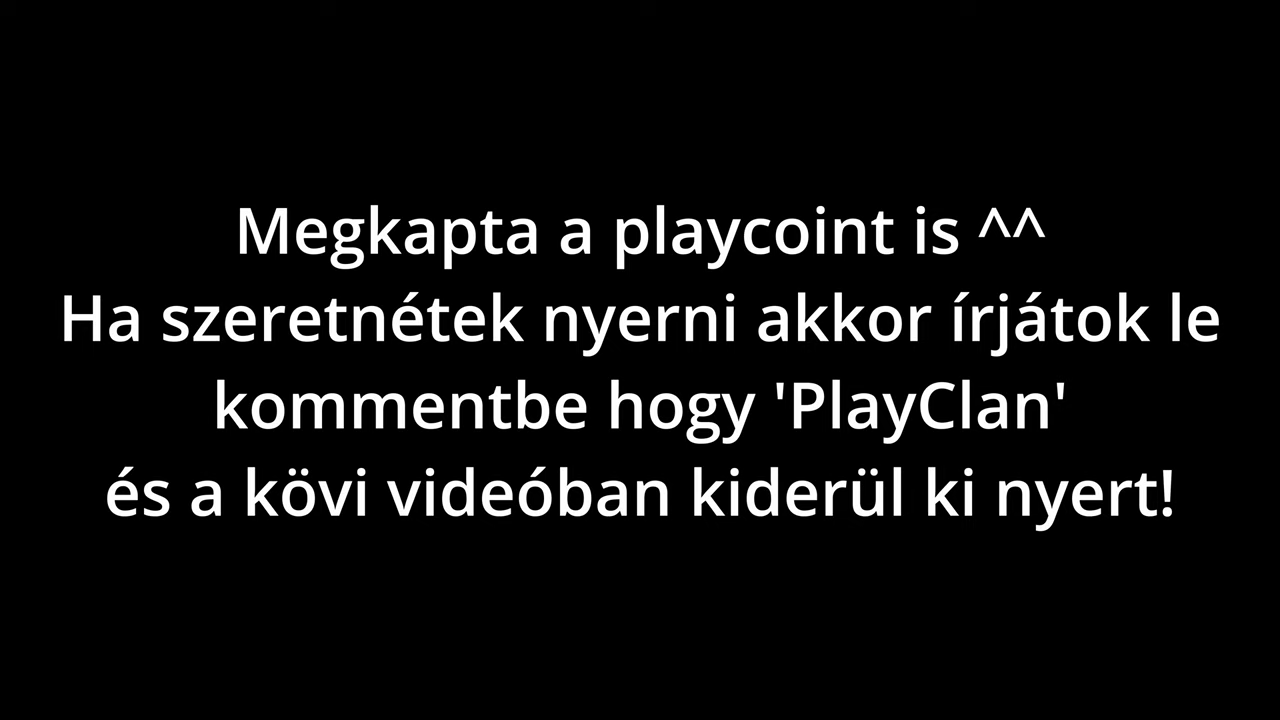 Megkapta a playcoint is ^^
Ha szeretnétek nyerni akkor írjátok le
kommentbe hogy 'PlayClan'
és a kövi videóban kiderül ki nyert!